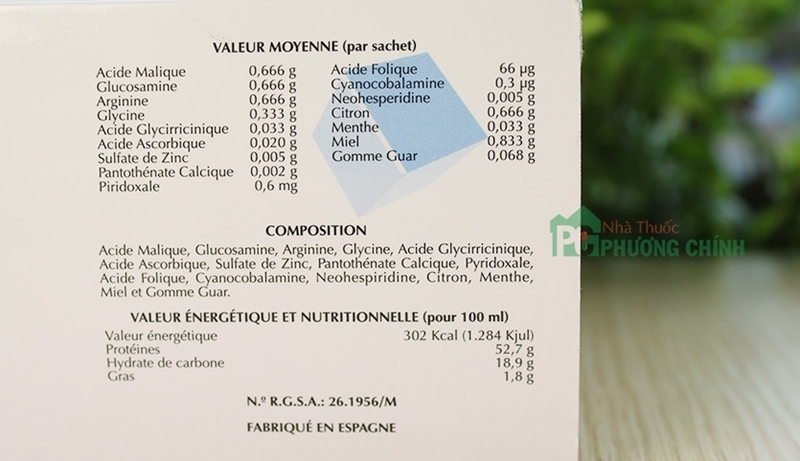 VALEUR MOYENNE (par sachet)
Acide Malique 0,666 g
Glucosamine 0,666 g
Arginine 0,666 g
Glycine 0,333 g
Acide Glycirricinique 0,033 g
Acide Ascorbique 0,020 g
Sulfate de Zinc 0,005 g
Pantothénate Calcique 0,002 g
Piridoxale 0,6 mg
Acide Folique 66 µg
Cyanocobalamine 0,3 µg
Neohesperidine 0,005 g
Citron 0,666 g
Menthe 0,033 g
Miel 0,833 g
Gomme Guar 0,068 g
COMPOSITION
Acide Malique, Glucosamine, Arginine, Glycine, Acide Glycirricinique,
Acide Ascorbique, Sulfate de Zinc, Pantothénate Calcique, Pyridoxale,
Acide Folique, Cyanocobalamine, Neohespiridine, Citron, Menthe,
Miel et Gomme Guar.
VALEUR ÉNERGÉTIQUE ET NUTRITIONNELLE (pour 100 ml)
Valeur énergétique 302 Kcal (1.284 Kjul)
Protéines 52,7 g
Hydrate de carbone 18,9 g
Gras 1,8 g
N.º R.G.S.A.: 26.1956/M
FABRIQUÉ EN ESPAGNE
PC Nhà Thuốc
PHƯƠNG CHÍNH